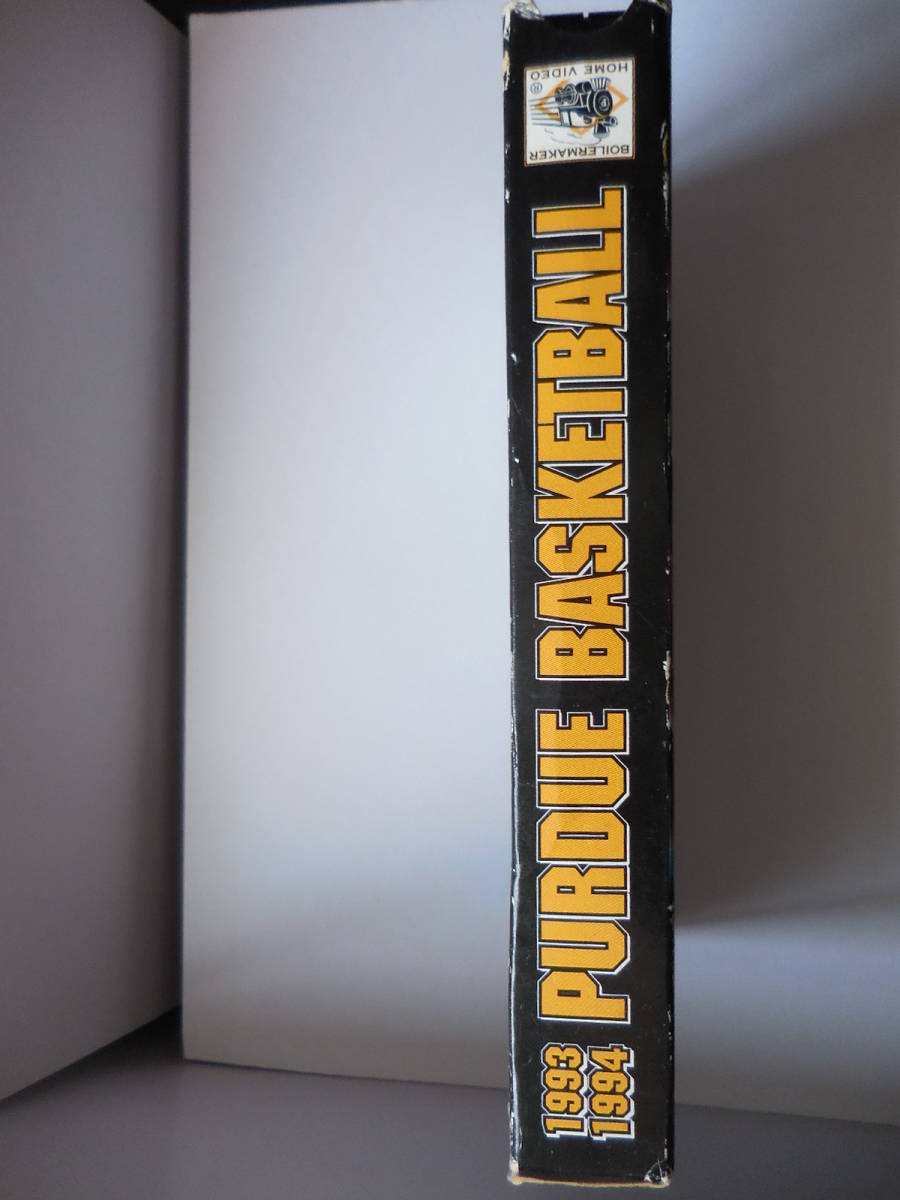 1993
1994
PURDUE BASKETBALL
BOILERMAKER
HOME VIDEO ®